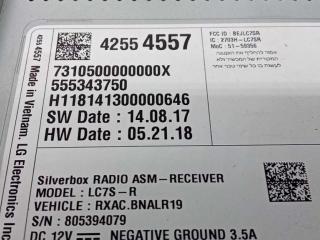 4255 4557
FCC ID : BEJLC7SR
IC : 2703H-LC7SR
MoC : 51-59356
4255 4557
7310500000000X
555343750
H118141300000646
SW Date : 14.08.17
HW Date : 05.21.18
Made in Vietnam, LG Electronics Inc
Silverbox RADIO ASM-RECEIVER
MODEL : LC7S-R
VEHICLE : RXAC.BNALR19
S/N : 805394079
DC 12V NEGATIVE GROUND 3.5A